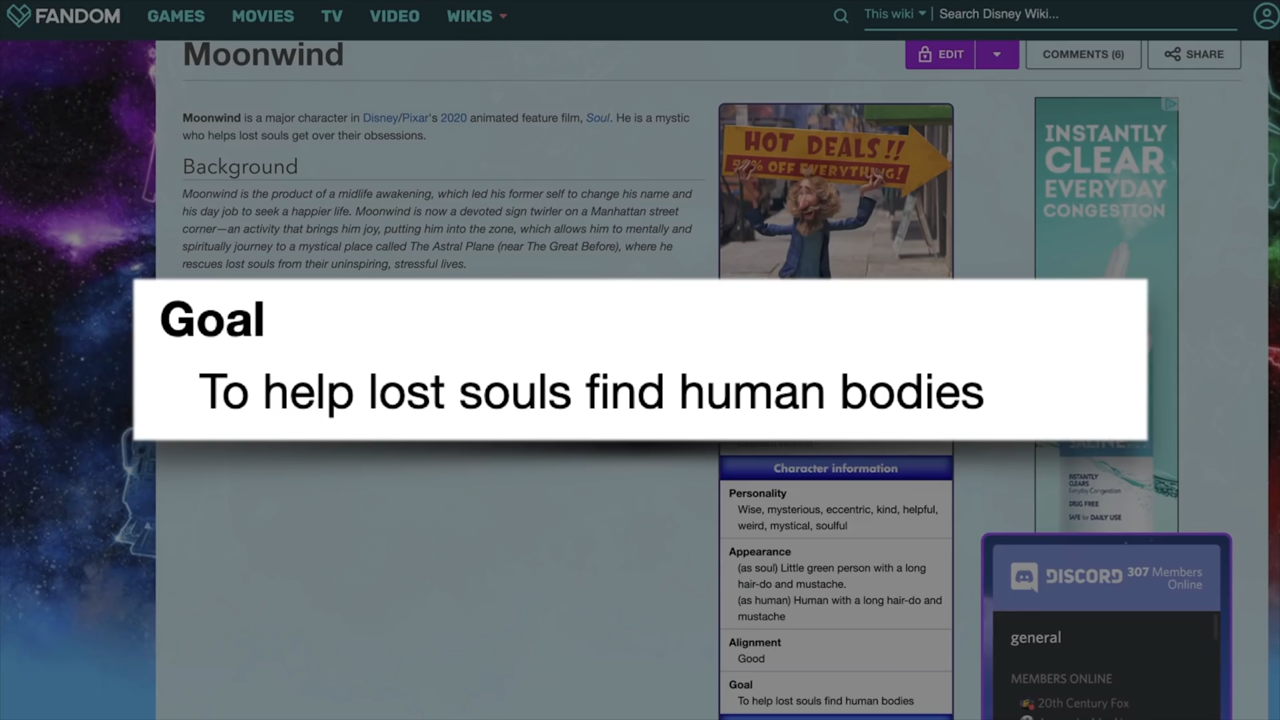 FANDOM
GAMES
MOVIES
TV
VIDEO
WIKIS
This wiki
Search Disney Wiki...
Moonwind
EDIT
COMMENTS (6)
SHARE
Moonwind is a major character in Disney/Pixar's 2020 animated feature film, Soul. He is a mystic
who helps lost souls get over their obsessions.
Background
Moonwind is the product of a midlife awakening, which led his former self to change his name and
his day job to seek a happier life. Moonwind is now a devoted sign twirler on a Manhattan street
corner—an activity that brings him joy, putting him into the zone, which allows him to mentally and
spiritually journey to a mystical place called The Astral Plane (near The Great Before), where he
rescues lost souls from their uninspiring, stressful lives.
HOT DEALS!!
OFF EVERYTHING!
INSTANTLY
CLEAR
EVERYDAY
CONGESTION
Goal
To help lost souls find human bodies
SALINE
INSTANTLY
CLEARS
Everyday Congestion
DRUG FREE
SAFE for DAILY USE
Character information
Personality
Wise, mysterious, eccentric, kind, helpful,
weird, mystical, soulful
Appearance
(as soul) Little green person with a long
hair-do and mustache.
(as human) Human with a long hair-do and
mustache
Alignment
Good
Goal
To help lost souls find human bodies
DISCORD
307 Members
Online
general
MEMBERS ONLINE
20th Century Fox